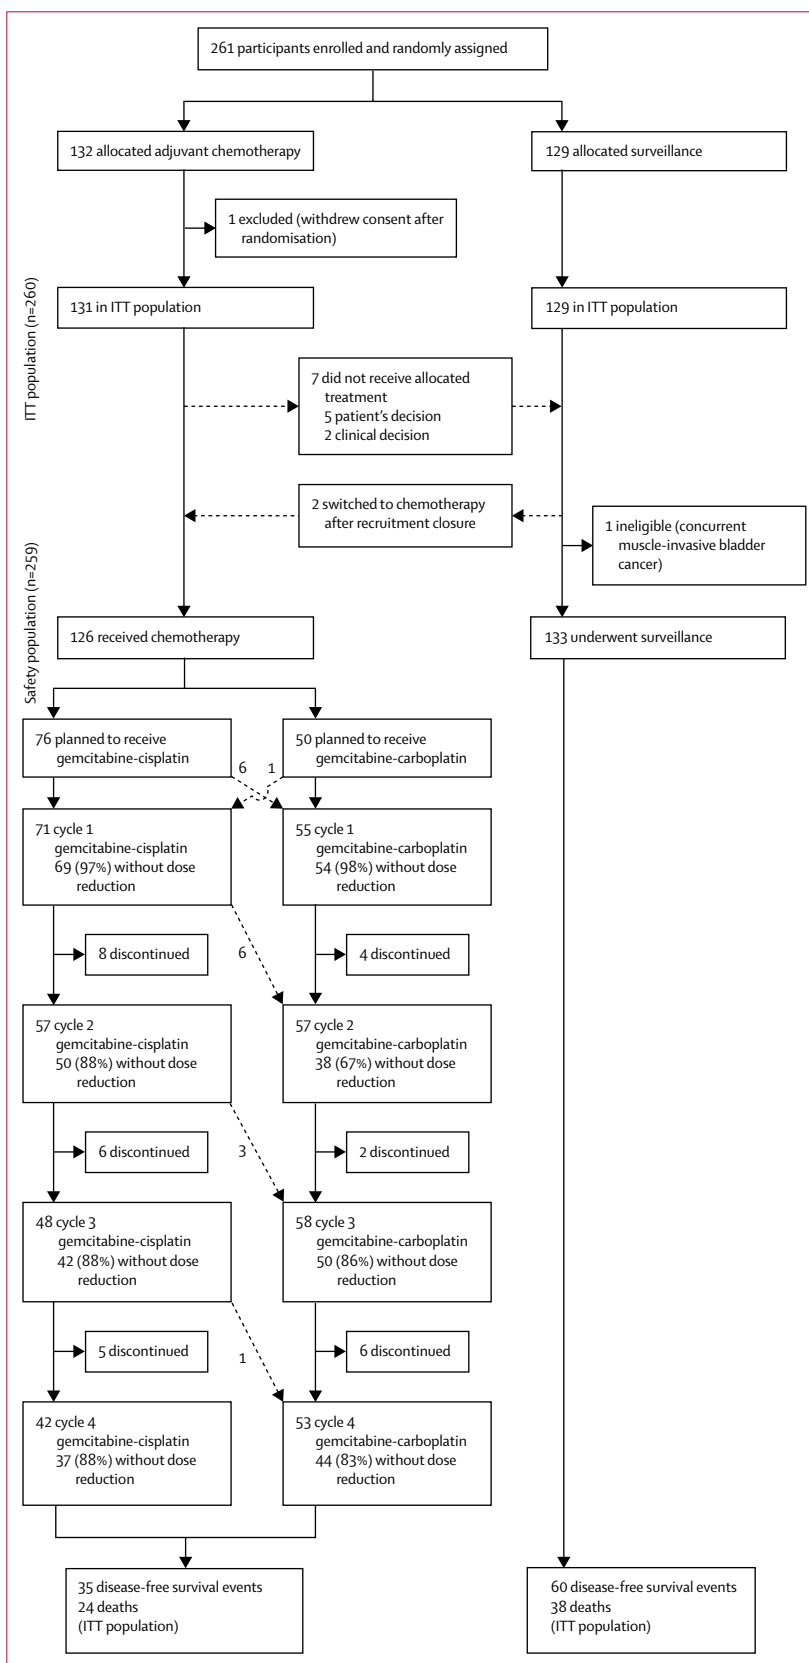 261 participants enrolled and randomly assigned
132 allocated adjuvant chemotherapy
129 allocated surveillance
1 excluded (withdrew consent after
randomisation)
ITT population (n=260)
131 in ITT population
129 in ITT population
7 did not receive allocated
treatment
5 patient's decision
2 clinical decision
2 switched to chemotherapy
after recruitment closure
1 ineligible (concurrent
muscle-invasive bladder
cancer)
Safety population (n=259)
126 received chemotherapy
133 underwent surveillance
76 planned to receive
gemcitabine-cisplatin
50 planned to receive
gemcitabine-carboplatin
6
1
71 cycle 1
gemcitabine-cisplatin
69 (97%) without dose
reduction
55 cycle 1
gemcitabine-carboplatin
54 (98%) without dose
reduction
8 discontinued
6
4 discontinued
57 cycle 2
gemcitabine-cisplatin
50 (88%) without dose
reduction
57 cycle 2
gemcitabine-carboplatin
38 (67%) without dose
reduction
6 discontinued
3
2 discontinued
48 cycle 3
gemcitabine-cisplatin
42 (88%) without dose
reduction
58 cycle 3
gemcitabine-carboplatin
50 (86%) without dose
reduction
5 discontinued
1
6 discontinued
42 cycle 4
gemcitabine-cisplatin
37 (88%) without dose
reduction
53 cycle 4
gemcitabine-carboplatin
44 (83%) without dose
reduction
35 disease-free survival events
24 deaths
(ITT population)
60 disease-free survival events
38 deaths
(ITT population)